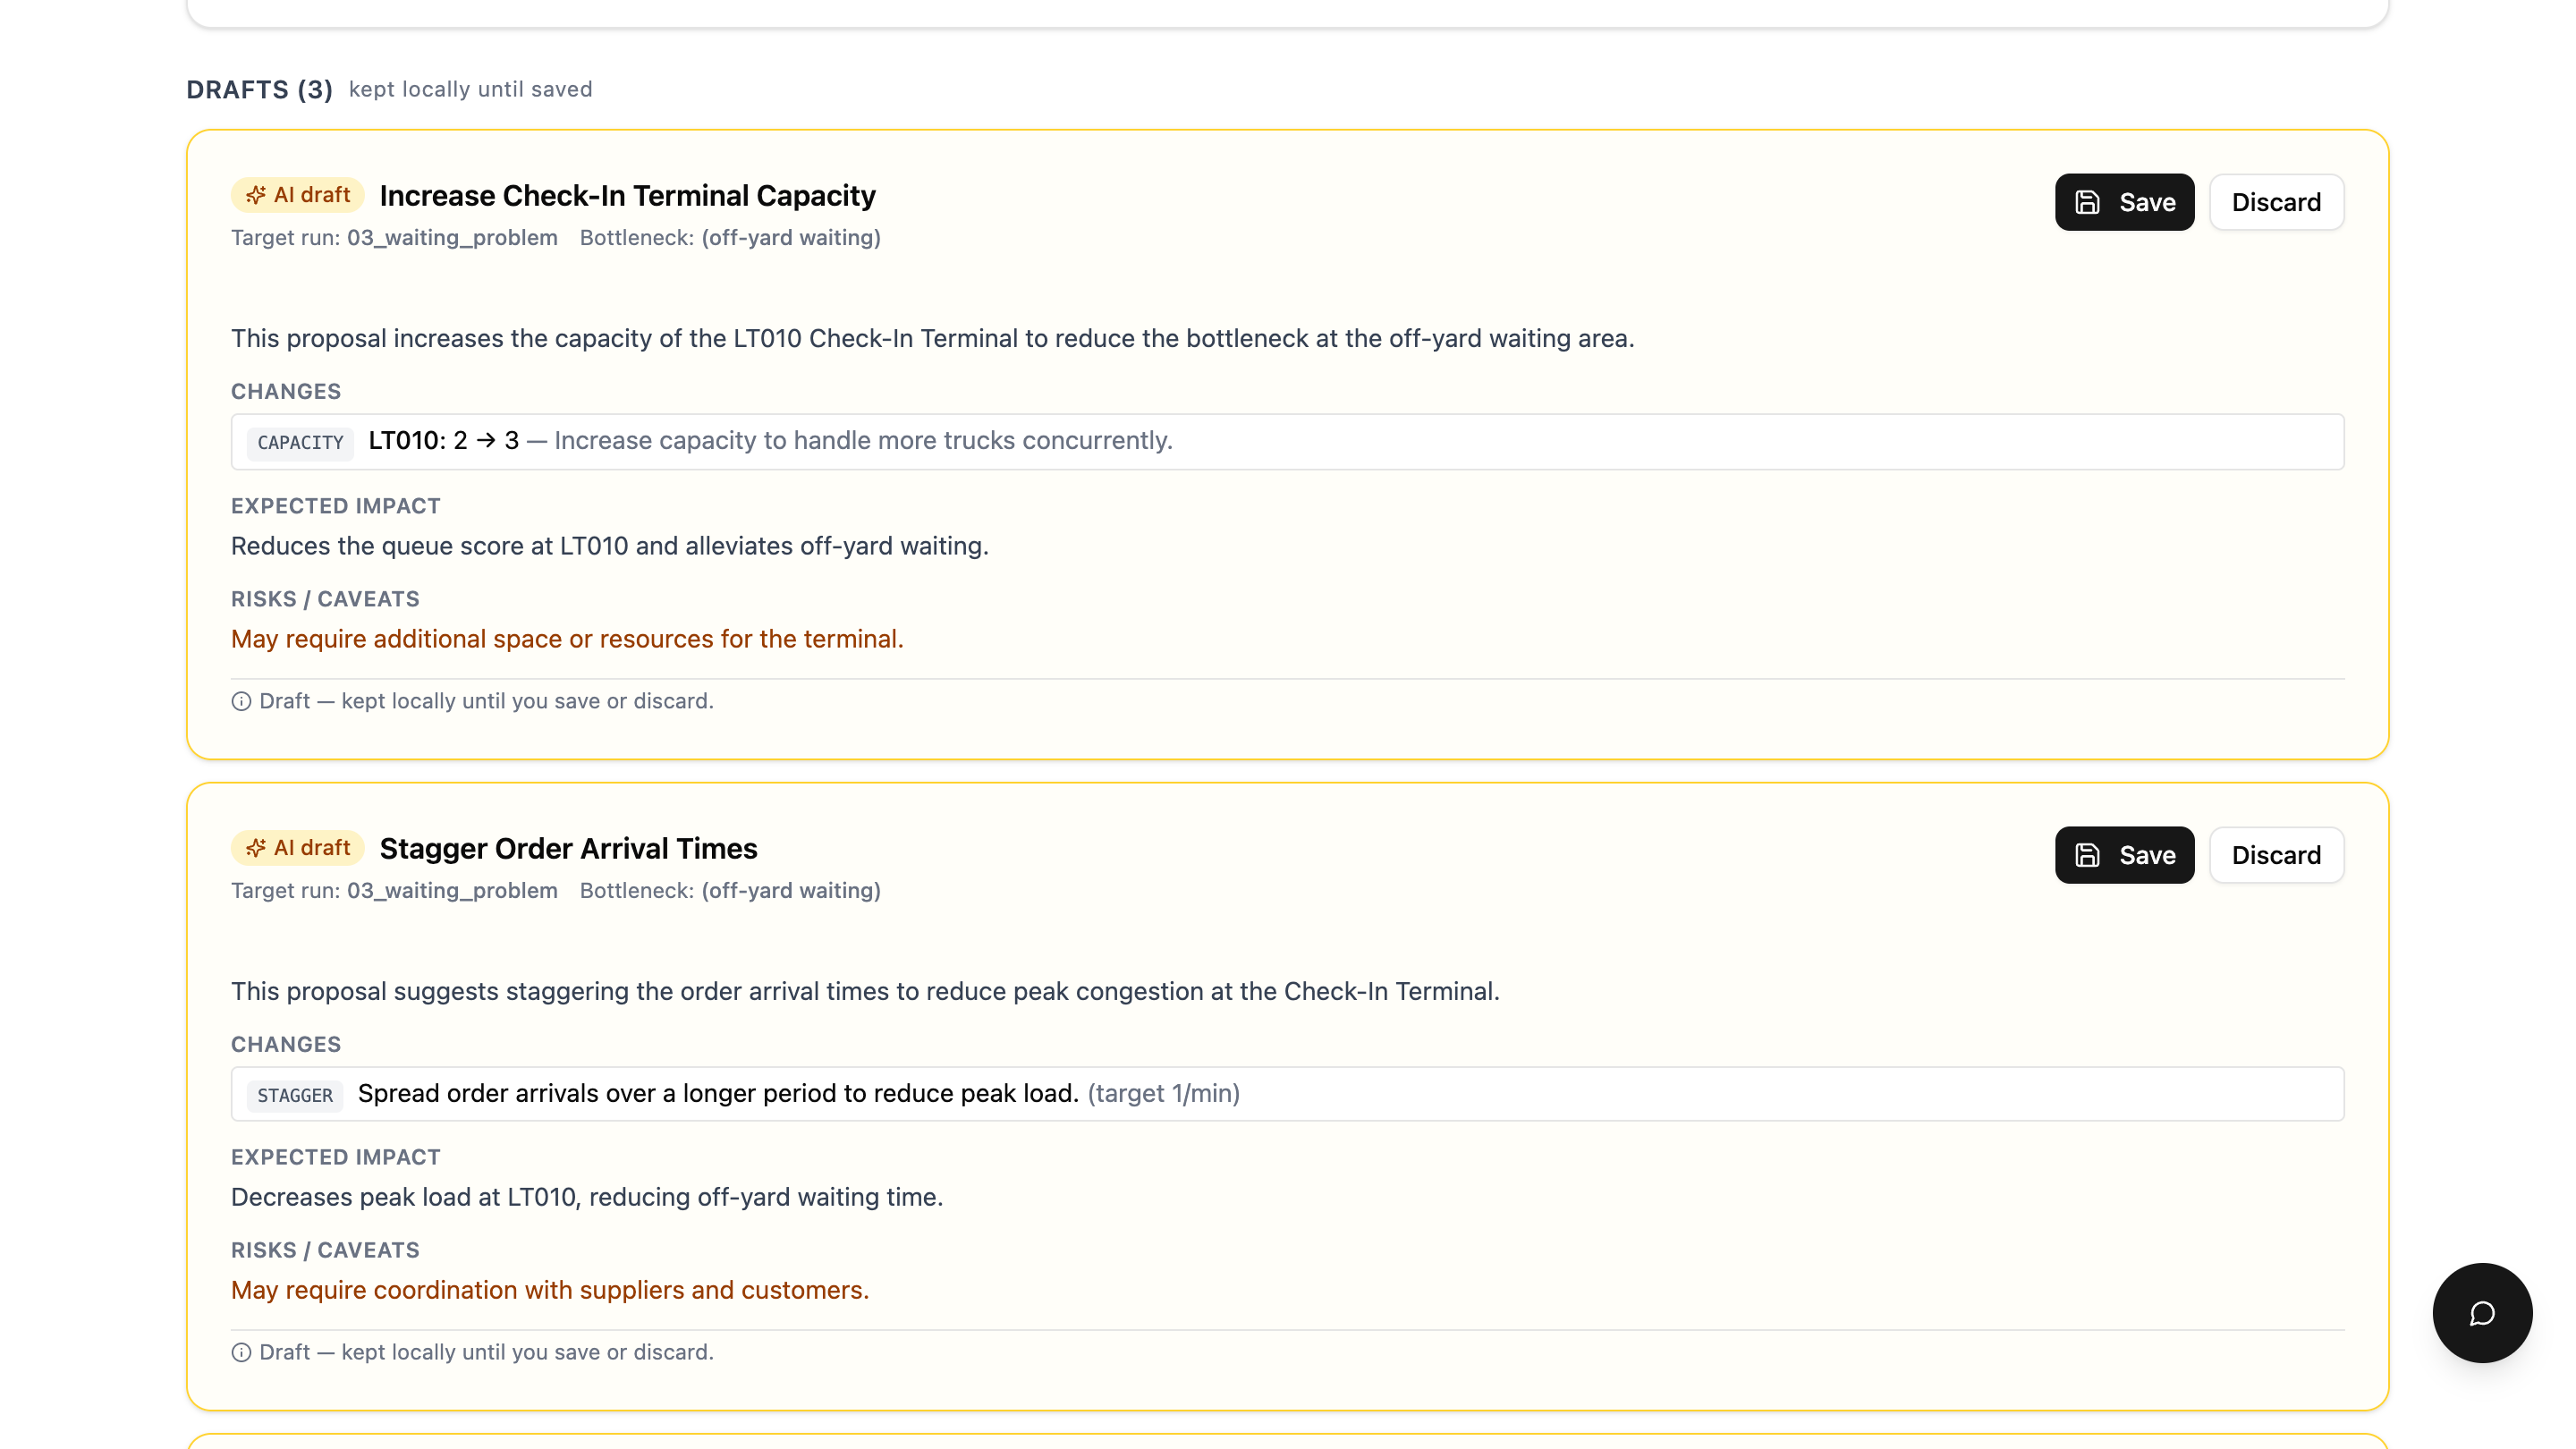 DRAFTS (3) kept locally until saved
AI draft Increase Check-In Terminal Capacity
Save
Discard
Target run: 03_waiting_problem Bottleneck: (off-yard waiting)
This proposal increases the capacity of the LT010 Check-In Terminal to reduce the bottleneck at the off-yard waiting area.
CHANGES
CAPACITY LT010: 2 → 3 — Increase capacity to handle more trucks concurrently.
EXPECTED IMPACT
Reduces the queue score at LT010 and alleviates off-yard waiting.
RISKS / CAVEATS
May require additional space or resources for the terminal.
Draft — kept locally until you save or discard.
AI draft Stagger Order Arrival Times
Save
Discard
Target run: 03_waiting_problem Bottleneck: (off-yard waiting)
This proposal suggests staggering the order arrival times to reduce peak congestion at the Check-In Terminal.
CHANGES
STAGGER Spread order arrivals over a longer period to reduce peak load. (target 1/min)
EXPECTED IMPACT
Decreases peak load at LT010, reducing off-yard waiting time.
RISKS / CAVEATS
May require coordination with suppliers and customers.
Draft — kept locally until you save or discard.